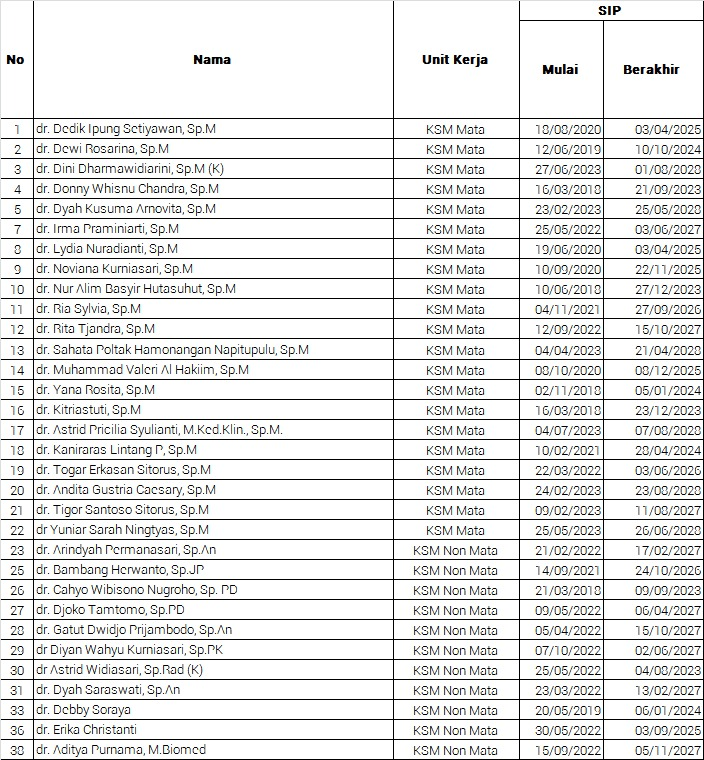 No Nama Unit Kerja SIP
Mulai Berakhir
1 dr. Dedik Ipung Setiyawan, Sp.M KSM Mata 18/08/2020 03/04/2025
2 dr. Dewi Rosarina, Sp.M KSM Mata 12/06/2019 10/10/2024
3 dr. Dini Dharmawidiarini, Sp.M (K) KSM Mata 27/06/2023 01/08/2028
4 dr. Donny Whisnu Chandra, Sp.M KSM Mata 16/03/2018 21/09/2023
5 dr. Dyah Kusuma Arnovita, Sp.M KSM Mata 23/02/2023 25/05/2028
7 dr. Irma Praminiarti, Sp.M KSM Mata 25/05/2022 03/06/2027
8 dr. Lydia Nuradianti, Sp.M KSM Mata 19/06/2020 03/04/2025
9 dr. Noviana Kurniasari, Sp.M KSM Mata 10/09/2020 22/11/2025
10 dr. Nur Alim Basyir Hutasuhut, Sp.M KSM Mata 10/06/2018 27/12/2023
11 dr. Ria Sylvia, Sp.M KSM Mata 04/11/2021 27/09/2026
12 dr. Rita Tjandra, Sp.M KSM Mata 12/09/2022 15/10/2027
13 dr. Sahata Poltak Hamonangan Napitupulu, Sp.M KSM Mata 04/04/2023 21/04/2028
14 dr. Muhammad Valeri Al Hakiim, Sp.M KSM Mata 08/10/2020 08/12/2025
15 dr. Yana Rosita, Sp.M KSM Mata 02/11/2018 05/01/2024
16 dr. Kitriastuti, Sp.M KSM Mata 16/03/2018 23/12/2023
17 dr. Astrid Pricilia Syulianti, M.Ked.Klin., Sp.M. KSM Mata 04/07/2023 07/08/2028
18 dr. Kaniraras Lintang P, Sp.M KSM Mata 10/02/2021 28/04/2024
19 dr. Togar Erkasan Sitorus, Sp.M KSM Mata 22/03/2022 03/06/2026
20 dr. Andita Gustria Caesary, Sp.M KSM Mata 24/02/2023 23/08/2028
21 dr. Tigor Santoso Sitorus, Sp.M KSM Mata 09/02/2023 11/08/2027
22 dr Yuniar Sarah Ningtyas, Sp.M KSM Mata 25/05/2023 26/06/2028
23 dr. Arindyah Permanasari, Sp.An KSM Non Mata 21/02/2022 17/02/2027
25 dr. Bambang Herwanto, Sp.JP KSM Non Mata 14/09/2021 24/10/2026
26 dr. Cahyo Wibisono Nugroho, Sp. PD KSM Non Mata 21/03/2018 09/09/2023
27 dr. Djoko Tamtomo, Sp.PD KSM Non Mata 09/05/2022 06/04/2027
28 dr. Gatut Dwidjo Prijambodo, Sp.An KSM Non Mata 05/04/2022 15/10/2027
29 dr Diyan Wahyu Kurniasari, Sp.PK KSM Non Mata 07/10/2022 02/06/2027
30 dr Astrid Widiasari, Sp.Rad (K) KSM Non Mata 25/05/2022 04/08/2023
31 dr. Dyah Saraswati, Sp.An KSM Non Mata 23/03/2022 13/02/2027
33 dr. Debby Soraya KSM Non Mata 20/05/2019 06/01/2024
36 dr. Erika Christanti KSM Non Mata 30/05/2022 03/09/2025
38 dr. Aditya Purnama, M.Biomed KSM Non Mata 15/09/2022 05/11/2027